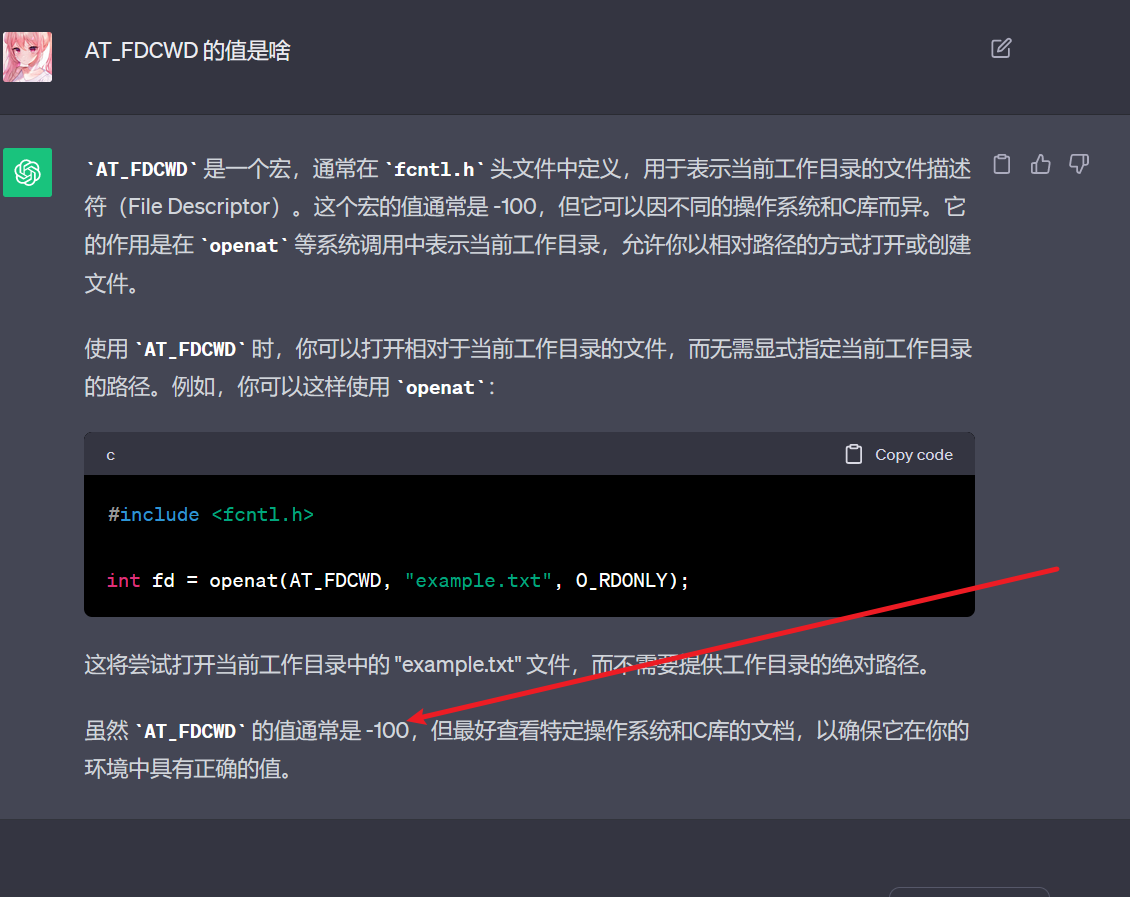 AT_FDCWD 的值是啥
`AT_FDCWD` 是一个宏，通常在 `fcntl.h` 头文件中定义，用于表示当前工作目录的文件描述
符（File Descriptor）。这个宏的值通常是 -100，但它可以因不同的操作系统和C库而异。它
的作用是在 `openat` 等系统调用中表示当前工作目录，允许你以相对路径的方式打开或创建
文件。
使用 `AT_FDCWD` 时，你可以打开相对于当前工作目录的文件，而无需显式指定当前工作目录
的路径。例如，你可以这样使用 `openat`：
c Copy code
#include <fcntl.h>
int fd = openat(AT_FDCWD, "example.txt", O_RDONLY);
这将尝试打开当前工作目录中的 "example.txt" 文件，而不需要提供工作目录的绝对路径。
虽然 `AT_FDCWD` 的值通常是 -100，但最好查看特定操作系统和C库的文档，以确保它在你的
环境中具有正确的值。